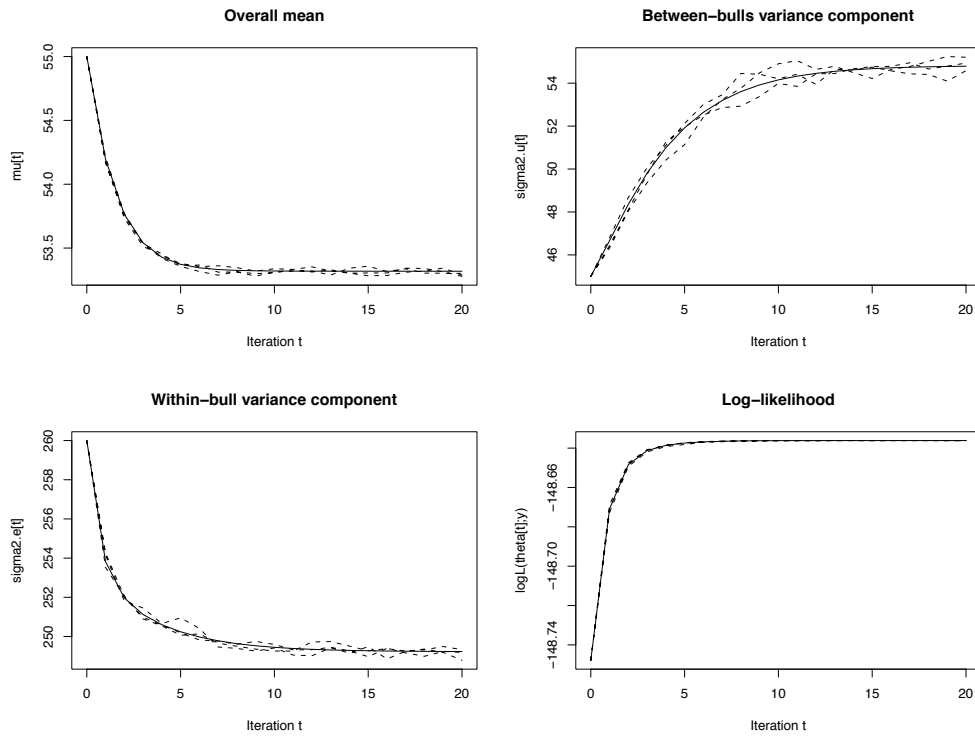 Overall mean
mu[t]
55.0
54.5
54.0
53.5
0 5 10 15 20
Iteration t
Between−bulls variance component
sigma2.u[t]
54
52
50
48
46
0 5 10 15 20
Iteration t
Within−bull variance component
sigma2.e[t]
260
258
256
254
252
250
0 5 10 15 20
Iteration t
Log−likelihood
logL(theta[t];y)
−148.66
−148.70
−148.74
0 5 10 15 20
Iteration t